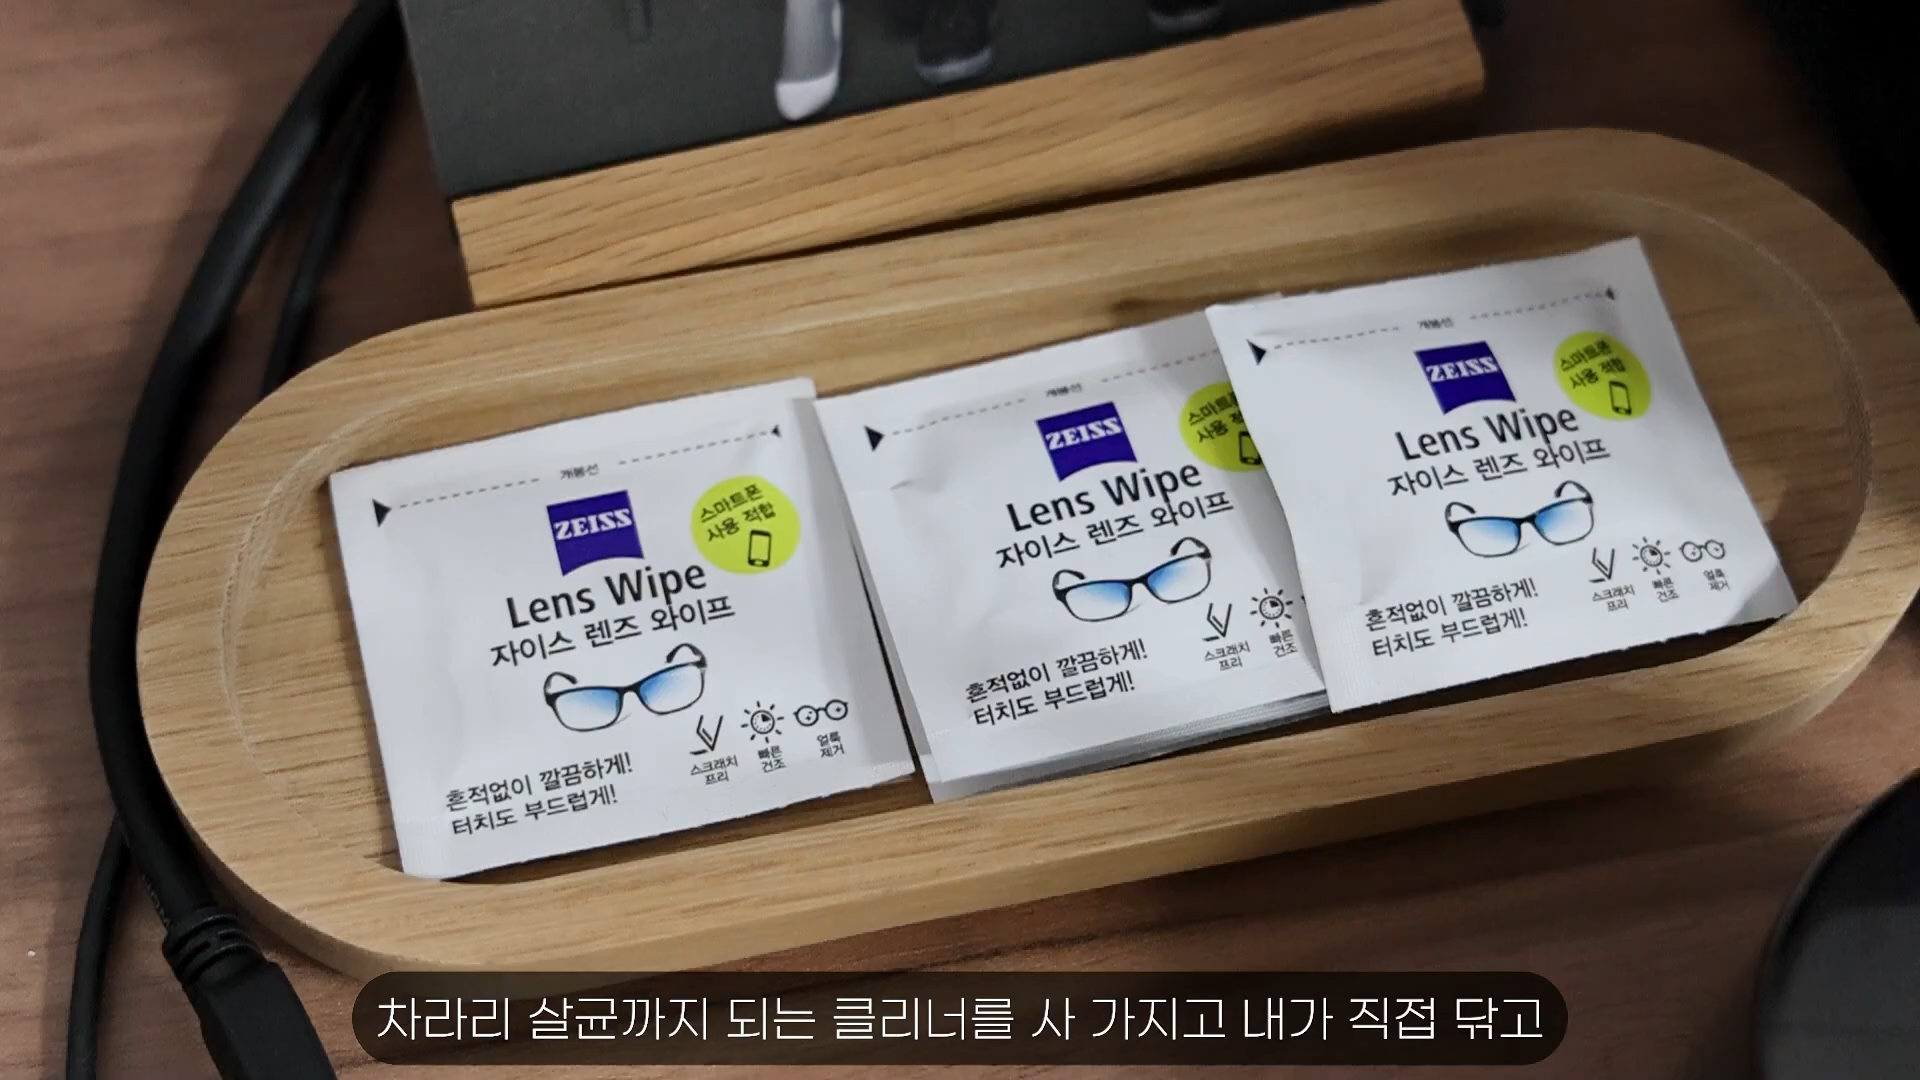 개봉선
ZEISS
스마트폰
사용 적합
Lens Wipe
자이스 렌즈 와이프
흔적없이 깔끔하게!
터치도 부드럽게!
스크래치
프리
빠른
건조
얼룩
제거
개봉선
ZEISS
스마트폰
사용 적
Lens Wipe
자이스 렌즈 와이프
흔적없이 깔끔하게!
터치도 부드럽게!
스크래치
프리
빠른
건조
개봉선
ZEISS
스마트폰
사용 적합
Lens Wipe
자이스 렌즈 와이프
흔적없이 깔끔하게!
터치도 부드럽게!
스크래치
프리
빠른
건조
얼룩
제거
차라리 살균까지 되는 클리너를 사 가지고 내가 직접 닦고